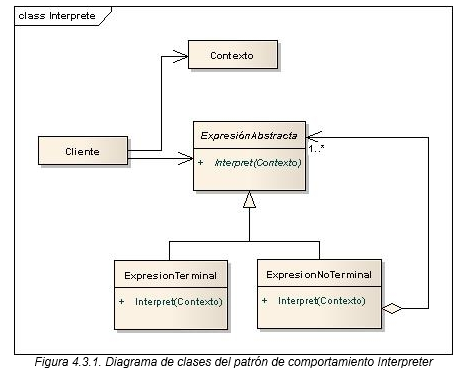 class Interprete
Contexto
ExpresiónAbstracta
Cliente
+ Interpret(Contexto)
1..*
ExpresionTerminal
ExpresionNoTerminal
+ Interpret(Contexto)
+ Interpret(Contexto)
Figura 4.3.1. Diagrama de clases del patrón de comportamiento Interpreter